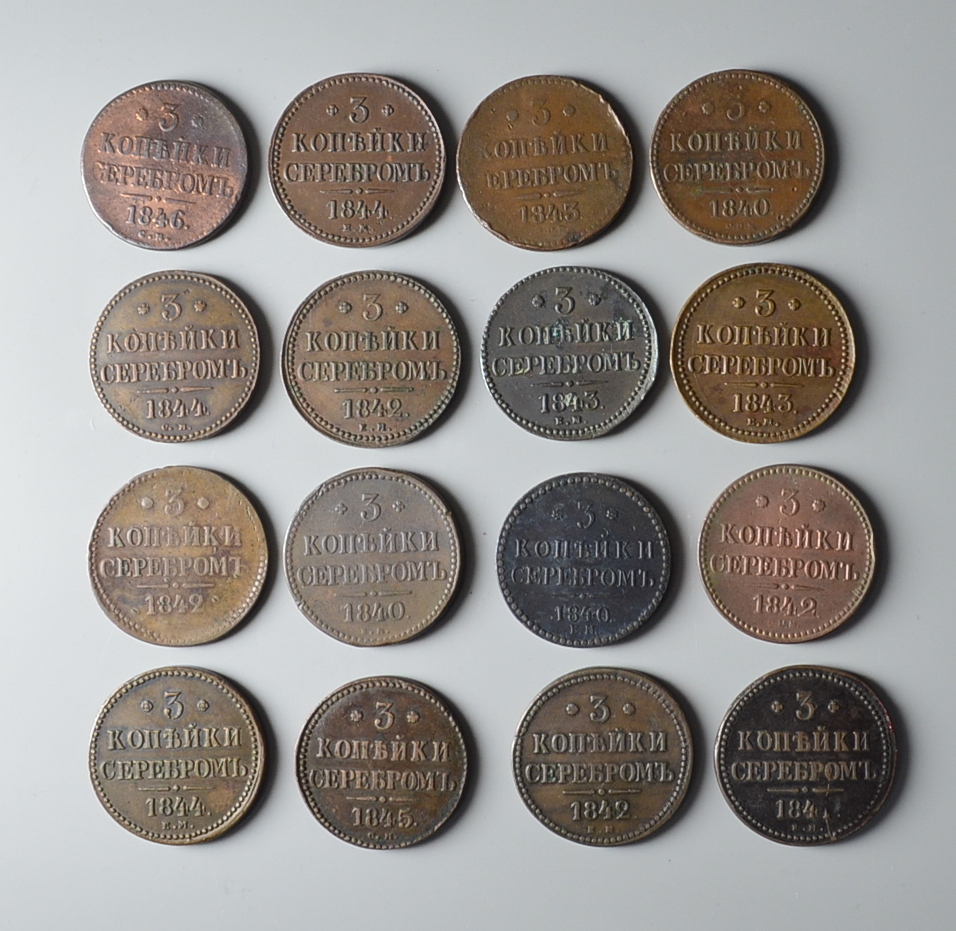 3
КОПѢЙКИ
СЕРЕБРОМЪ
1846.
С.М.
3
КОПѢЙКИ
СЕРЕБРОМЪ
1844.
Е.М.
3
КОПѢЙКИ
СЕРЕБРОМЪ
1843.
3
КОПѢЙКИ
СЕРЕБРОМЪ
1840.
3
КОПѢЙКИ
СЕРЕБРОМЪ
1844.
С.М.
3
КОПѢЙКИ
СЕРЕБРОМЪ
1842.
Е.М.
3
КОПѢЙКИ
СЕРЕБРОМЪ
1843.
Е.М.
3
КОПѢЙКИ
СЕРЕБРОМЪ
1843.
Е.М.
3
КОПѢЙКИ
СЕРЕБРОМЪ
1842
3
КОПѢЙКИ
СЕРЕБРОМЪ
1840.
3
КОПѢЙКИ
СЕРЕБРОМЪ
1840.
Е.М.
3
КОПѢЙКИ
СЕРЕБРОМЪ
1842
3
КОПѢЙКИ
СЕРЕБРОМЪ
1844.
Е.М.
3
КОПѢЙКИ
СЕРЕБРОМЪ
1845.
С.М.
3
КОПѢЙКИ
СЕРЕБРОМЪ
1842.
Е.М.
3
КОПѢЙКИ
СЕРЕБРОМЪ
Е.М.